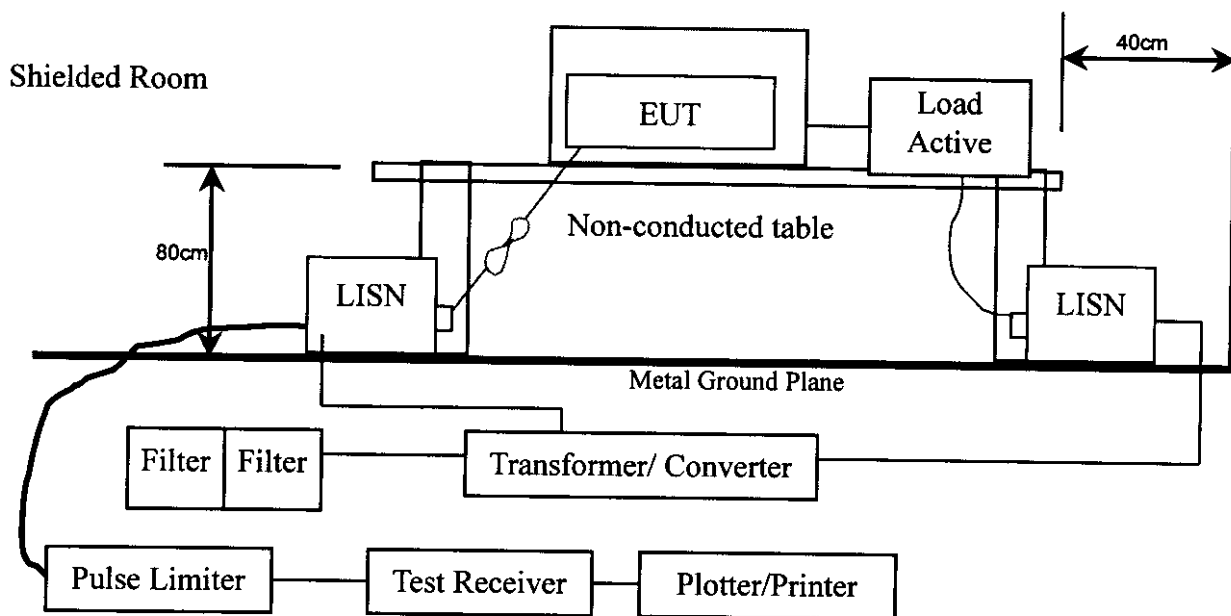 40cm
Shielded Room
EUT
Load
Active
Non-conducted table
80cm
LISN
LISN
Metal Ground Plane
Filter
Filter
Transformer/ Converter
Pulse Limiter
Test Receiver
Plotter/Printer